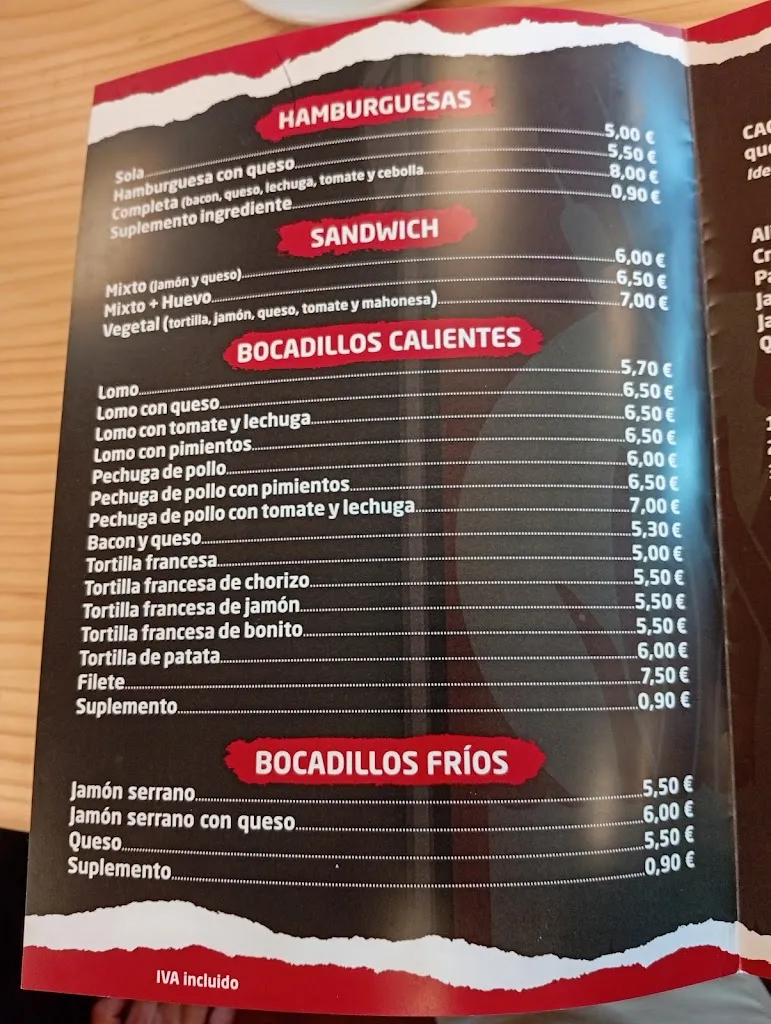 HAMBURGUESAS
Sola 5,00 €
Hamburguesa con queso 5,50 €
Completa (bacon, queso, lechuga, tomate y cebolla 8,00 €
Suplemento ingrediente 0,90 €
SANDWICH
Mixto (Jamón y queso) 6,00 €
Mixto + Huevo 6,50 €
Vegetal (tortilla, jamón, queso, tomate y mahonesa) 7,00 €
BOCADILLOS CALIENTES
Lomo 5,70 €
Lomo con queso 6,50 €
Lomo con tomate y lechuga 6,50 €
Lomo con pimientos 6,50 €
Pechuga de pollo 6,00 €
Pechuga de pollo con pimientos 6,50 €
Pechuga de pollo con tomate y lechuga 7,00 €
Bacon y queso 5,30 €
Tortilla francesa 5,00 €
Tortilla francesa de chorizo 5,50 €
Tortilla francesa de jamón 5,50 €
Tortilla francesa de bonito 5,50 €
Tortilla de patata 6,00 €
Filete 7,50 €
Suplemento 0,90 €
BOCADILLOS FRÍOS
Jamón serrano 5,50 €
Jamón serrano con queso 6,00 €
Queso 5,50 €
Suplemento 0,90 €
IVA incluido